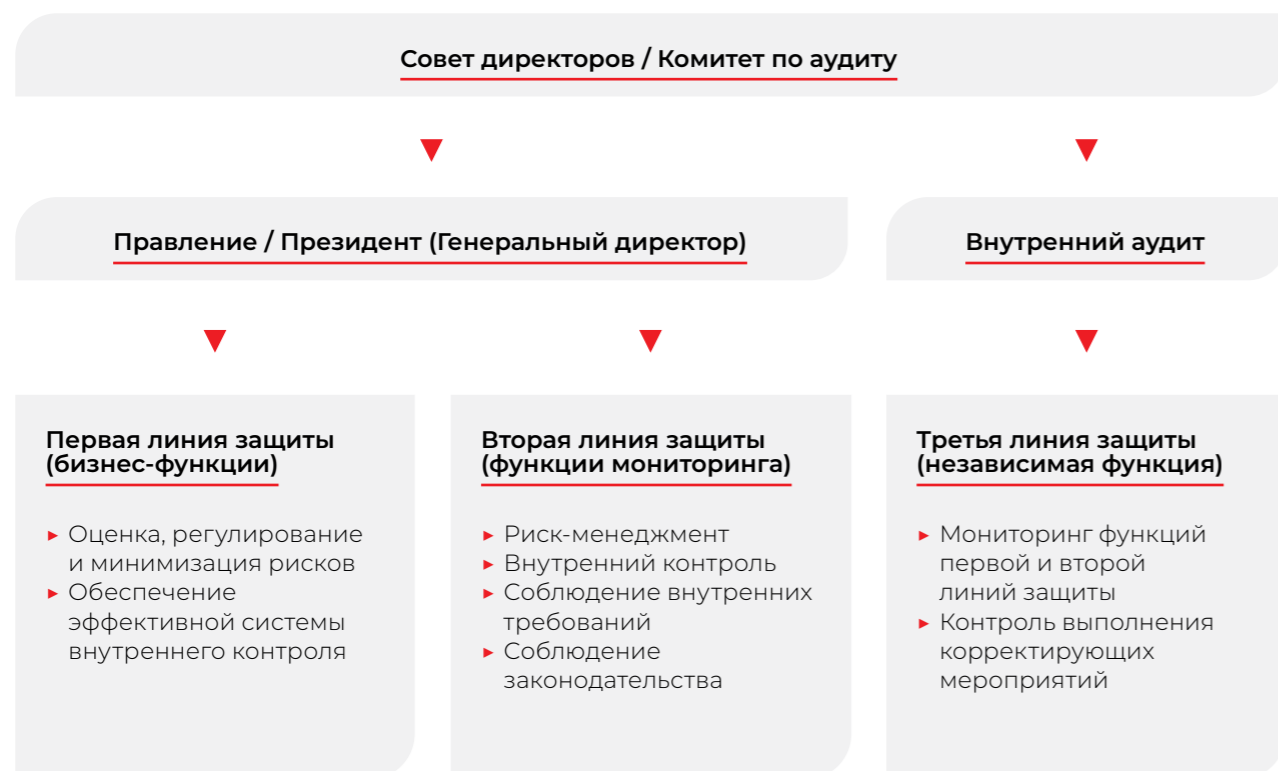 Совет директоров / Комитет по аудиту
Правление / Президент (Генеральный директор)
Внутренний аудит
Первая линия защиты
(бизнес-функции)
► Оценка, регулирование
и минимизация рисков
► Обеспечение
эффективной системы
внутреннего контроля
Вторая линия защиты
(функции мониторинга)
► Риск-менеджмент
► Внутренний контроль
► Соблюдение внутренних
требований
► Соблюдение
законодательства
Третья линия защиты
(независимая функция)
► Мониторинг функций
первой и второй
линий защиты
► Контроль выполнения
корректирующих
мероприятий